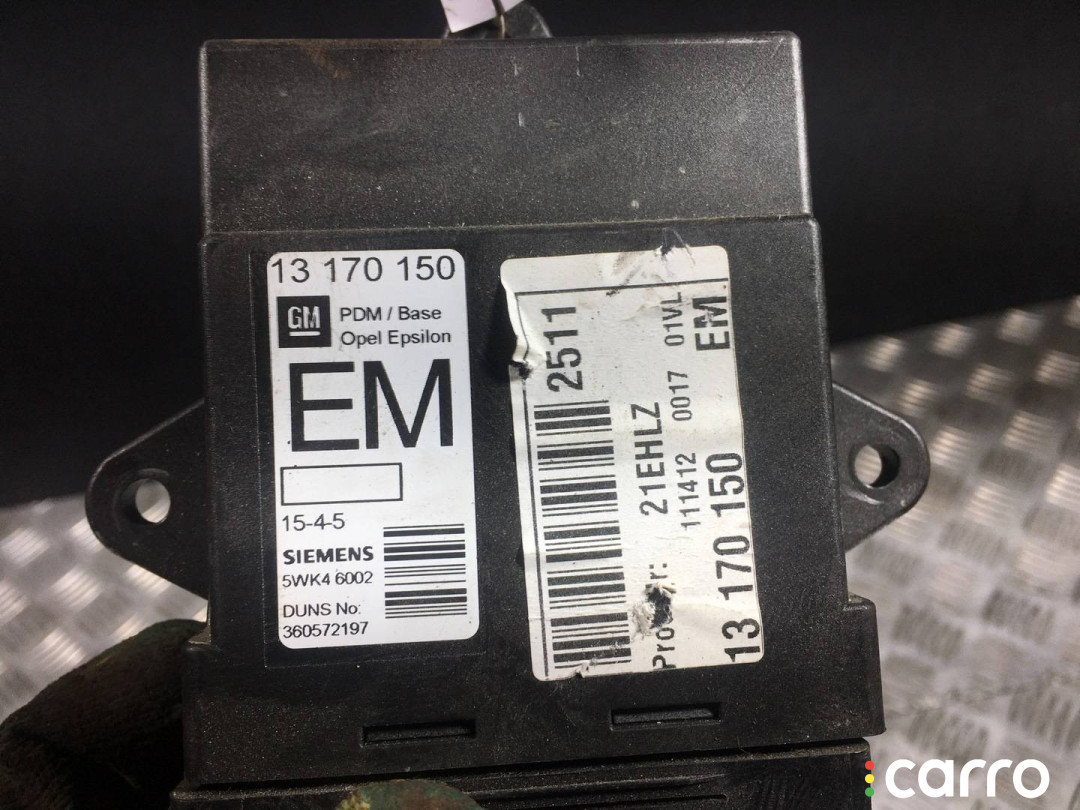 13 170 150
GM
PDM / Base
Opel Epsilon
EM
15-4-5
SIEMENS
5WK4 6002
DUNS No:
360572197
2511
21EHLZ
111412 0017 01VL
13 170 150 EM
carro